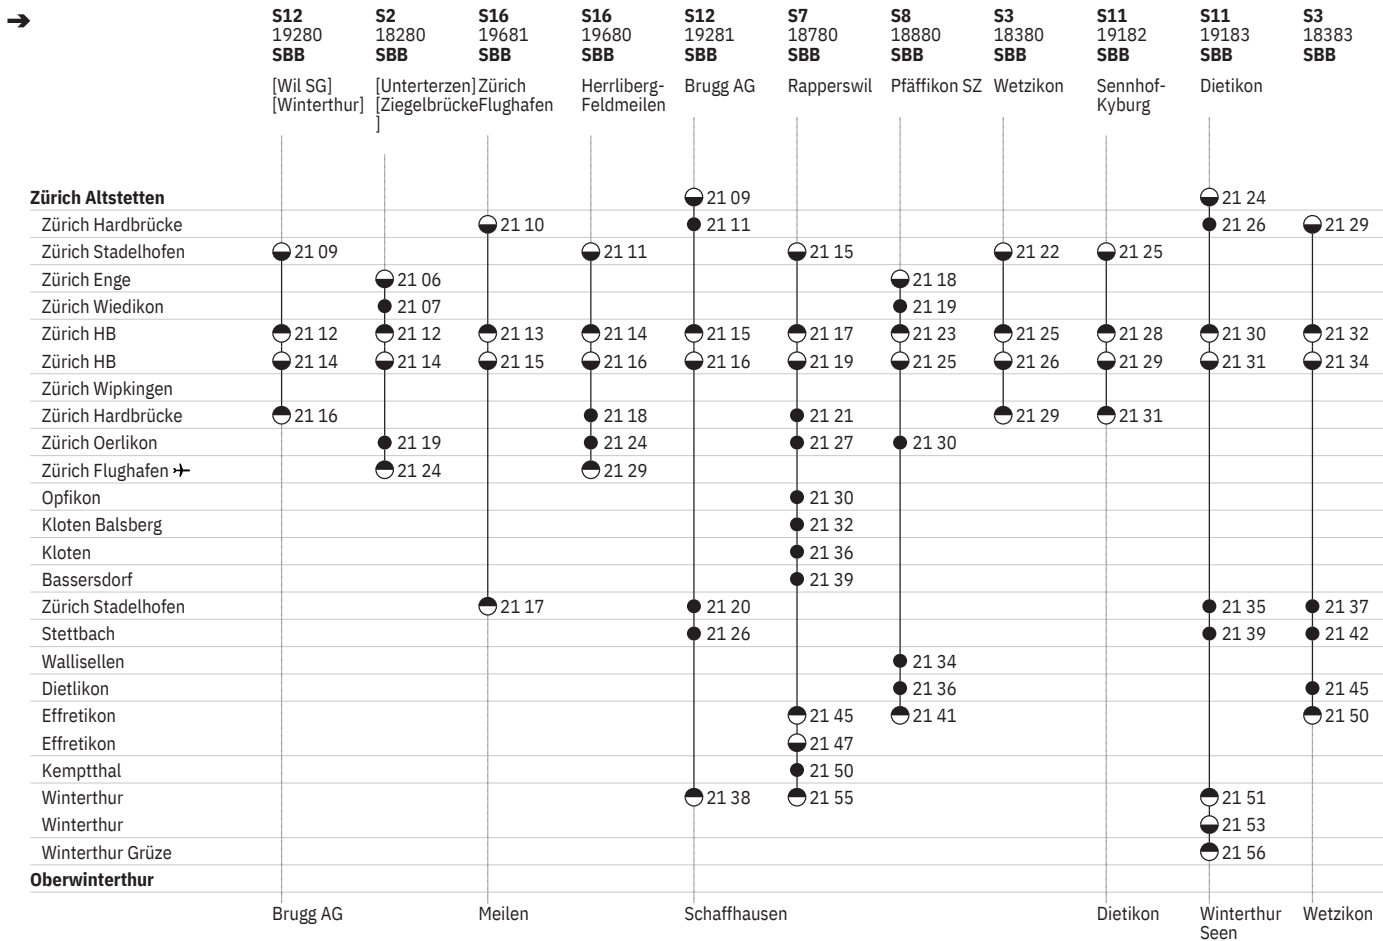 ➔ S12 S2 S16 S16 S12 S7 S8 S3 S11 S11 S3
19280 18280 19681 19680 19281 18780 18880 18380 19182 19183 18383
SBB SBB SBB SBB SBB SBB SBB SBB SBB SBB SBB
[Wil SG] [Unterterzen] Zürich Herrliberg- Brugg AG Rapperswil Pfäffikon SZ Wetzikon Sennhof- Dietikon
[Winterthur] [Ziegelbrücke Flughafen Feldmeilen Kyburg
]
Zürich Altstetten 21 09 21 24
Zürich Hardbrücke 21 10 21 11 21 26 21 29
Zürich Stadelhofen 21 09 21 11 21 15 21 22 21 25
Zürich Enge 21 06 21 18
Zürich Wiedikon 21 07 21 19
Zürich HB 21 12 21 12 21 13 21 14 21 15 21 17 21 23 21 25 21 28 21 30 21 32
Zürich HB 21 14 21 14 21 15 21 16 21 16 21 19 21 25 21 26 21 29 21 31 21 34
Zürich Wipkingen
Zürich Hardbrücke 21 16 21 18 21 21 21 29 21 31
Zürich Oerlikon 21 19 21 24 21 27 21 30
Zürich Flughafen 21 24 21 29
Opfikon 21 30
Kloten Balsberg 21 32
Kloten 21 36
Bassersdorf 21 39
Zürich Stadelhofen 21 17 21 20 21 35 21 37
Stettbach 21 26 21 39 21 42
Wallisellen 21 34
Dietlikon 21 36 21 45
Effretikon 21 45 21 41 21 50
Effretikon 21 47
Kemptthal 21 50
Winterthur 21 38 21 55 21 51
Winterthur 21 53
Winterthur Grüze 21 56
Oberwinterthur
Brugg AG Meilen Schaffhausen Dietikon Winterthur Wetzikon
Seen